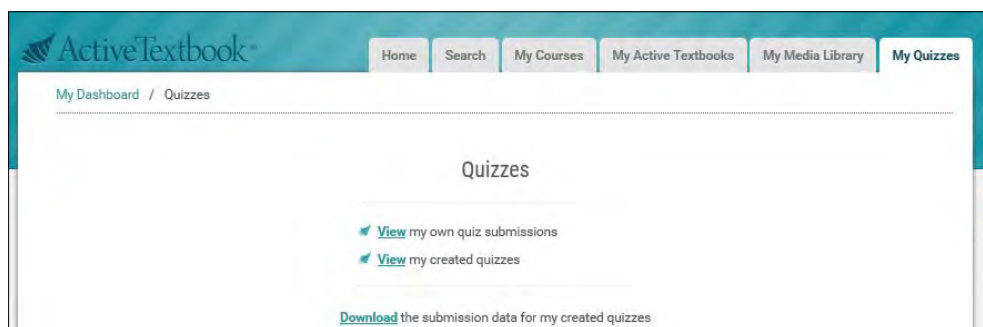 ActiveTextbook
Home Search My Courses My Active Textbooks My Media Library My Quizzes
My Dashboard / Quizzes
Quizzes
View my own quiz submissions
View my created quizzes
Download the submission data for my created quizzes